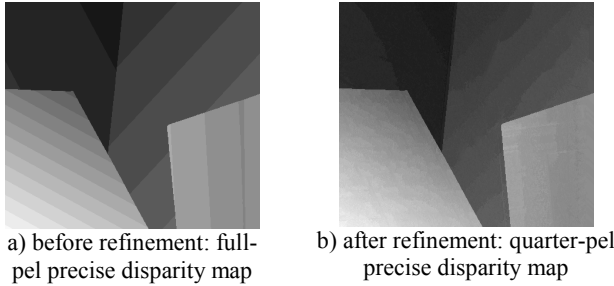 a) before refinement: full-
pel precise disparity map
b) after refinement: quarter-pel
precise disparity map